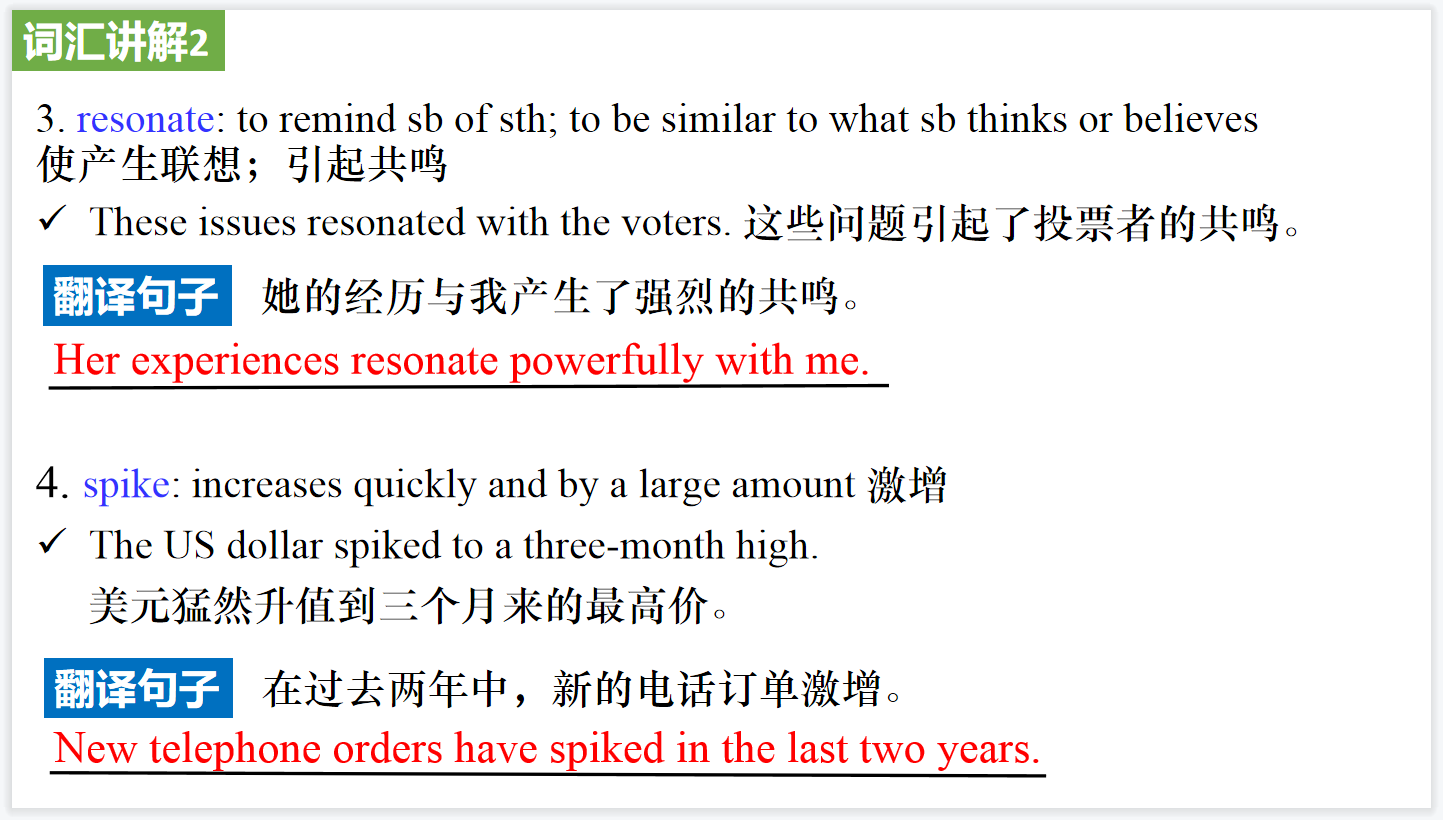 词汇讲解2
3. resonate: to remind sb of sth; to be similar to what sb thinks or believes
使产生联想；引起共鸣
✓ These issues resonated with the voters. 这些问题引起了投票者的共鸣。
翻译句子 她的经历与我产生了强烈的共鸣。
Her experiences resonate powerfully with me.
4. spike: increases quickly and by a large amount 激增
✓ The US dollar spiked to a three-month high.
美元猛然升值到三个月来的最高价。
翻译句子 在过去两年中，新的电话订单激增。
New telephone orders have spiked in the last two years.